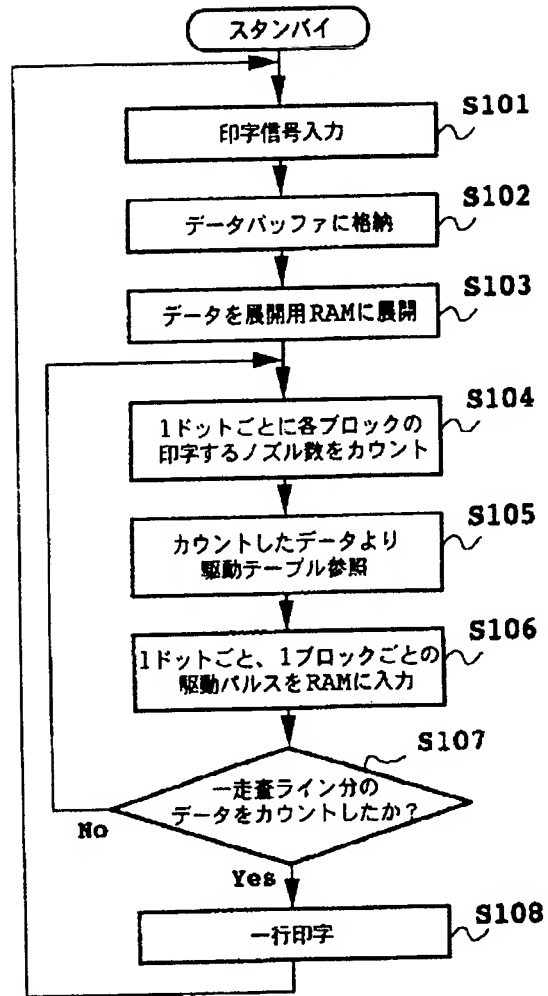 スタンバイ
S101
印字信号入力
S102
データバッファに格納
S103
データを展開用RAMに展開
S104
1ドットごとに各ブロックの
印字するノズル数をカウント
S105
カウントしたデータより
駆動テーブル参照
S106
1ドットごと、1ブロックごとの
駆動パルスをRAMに入力
S107
一走査ライン分の
データをカウントしたか?
No
Yes
S108
一行印字